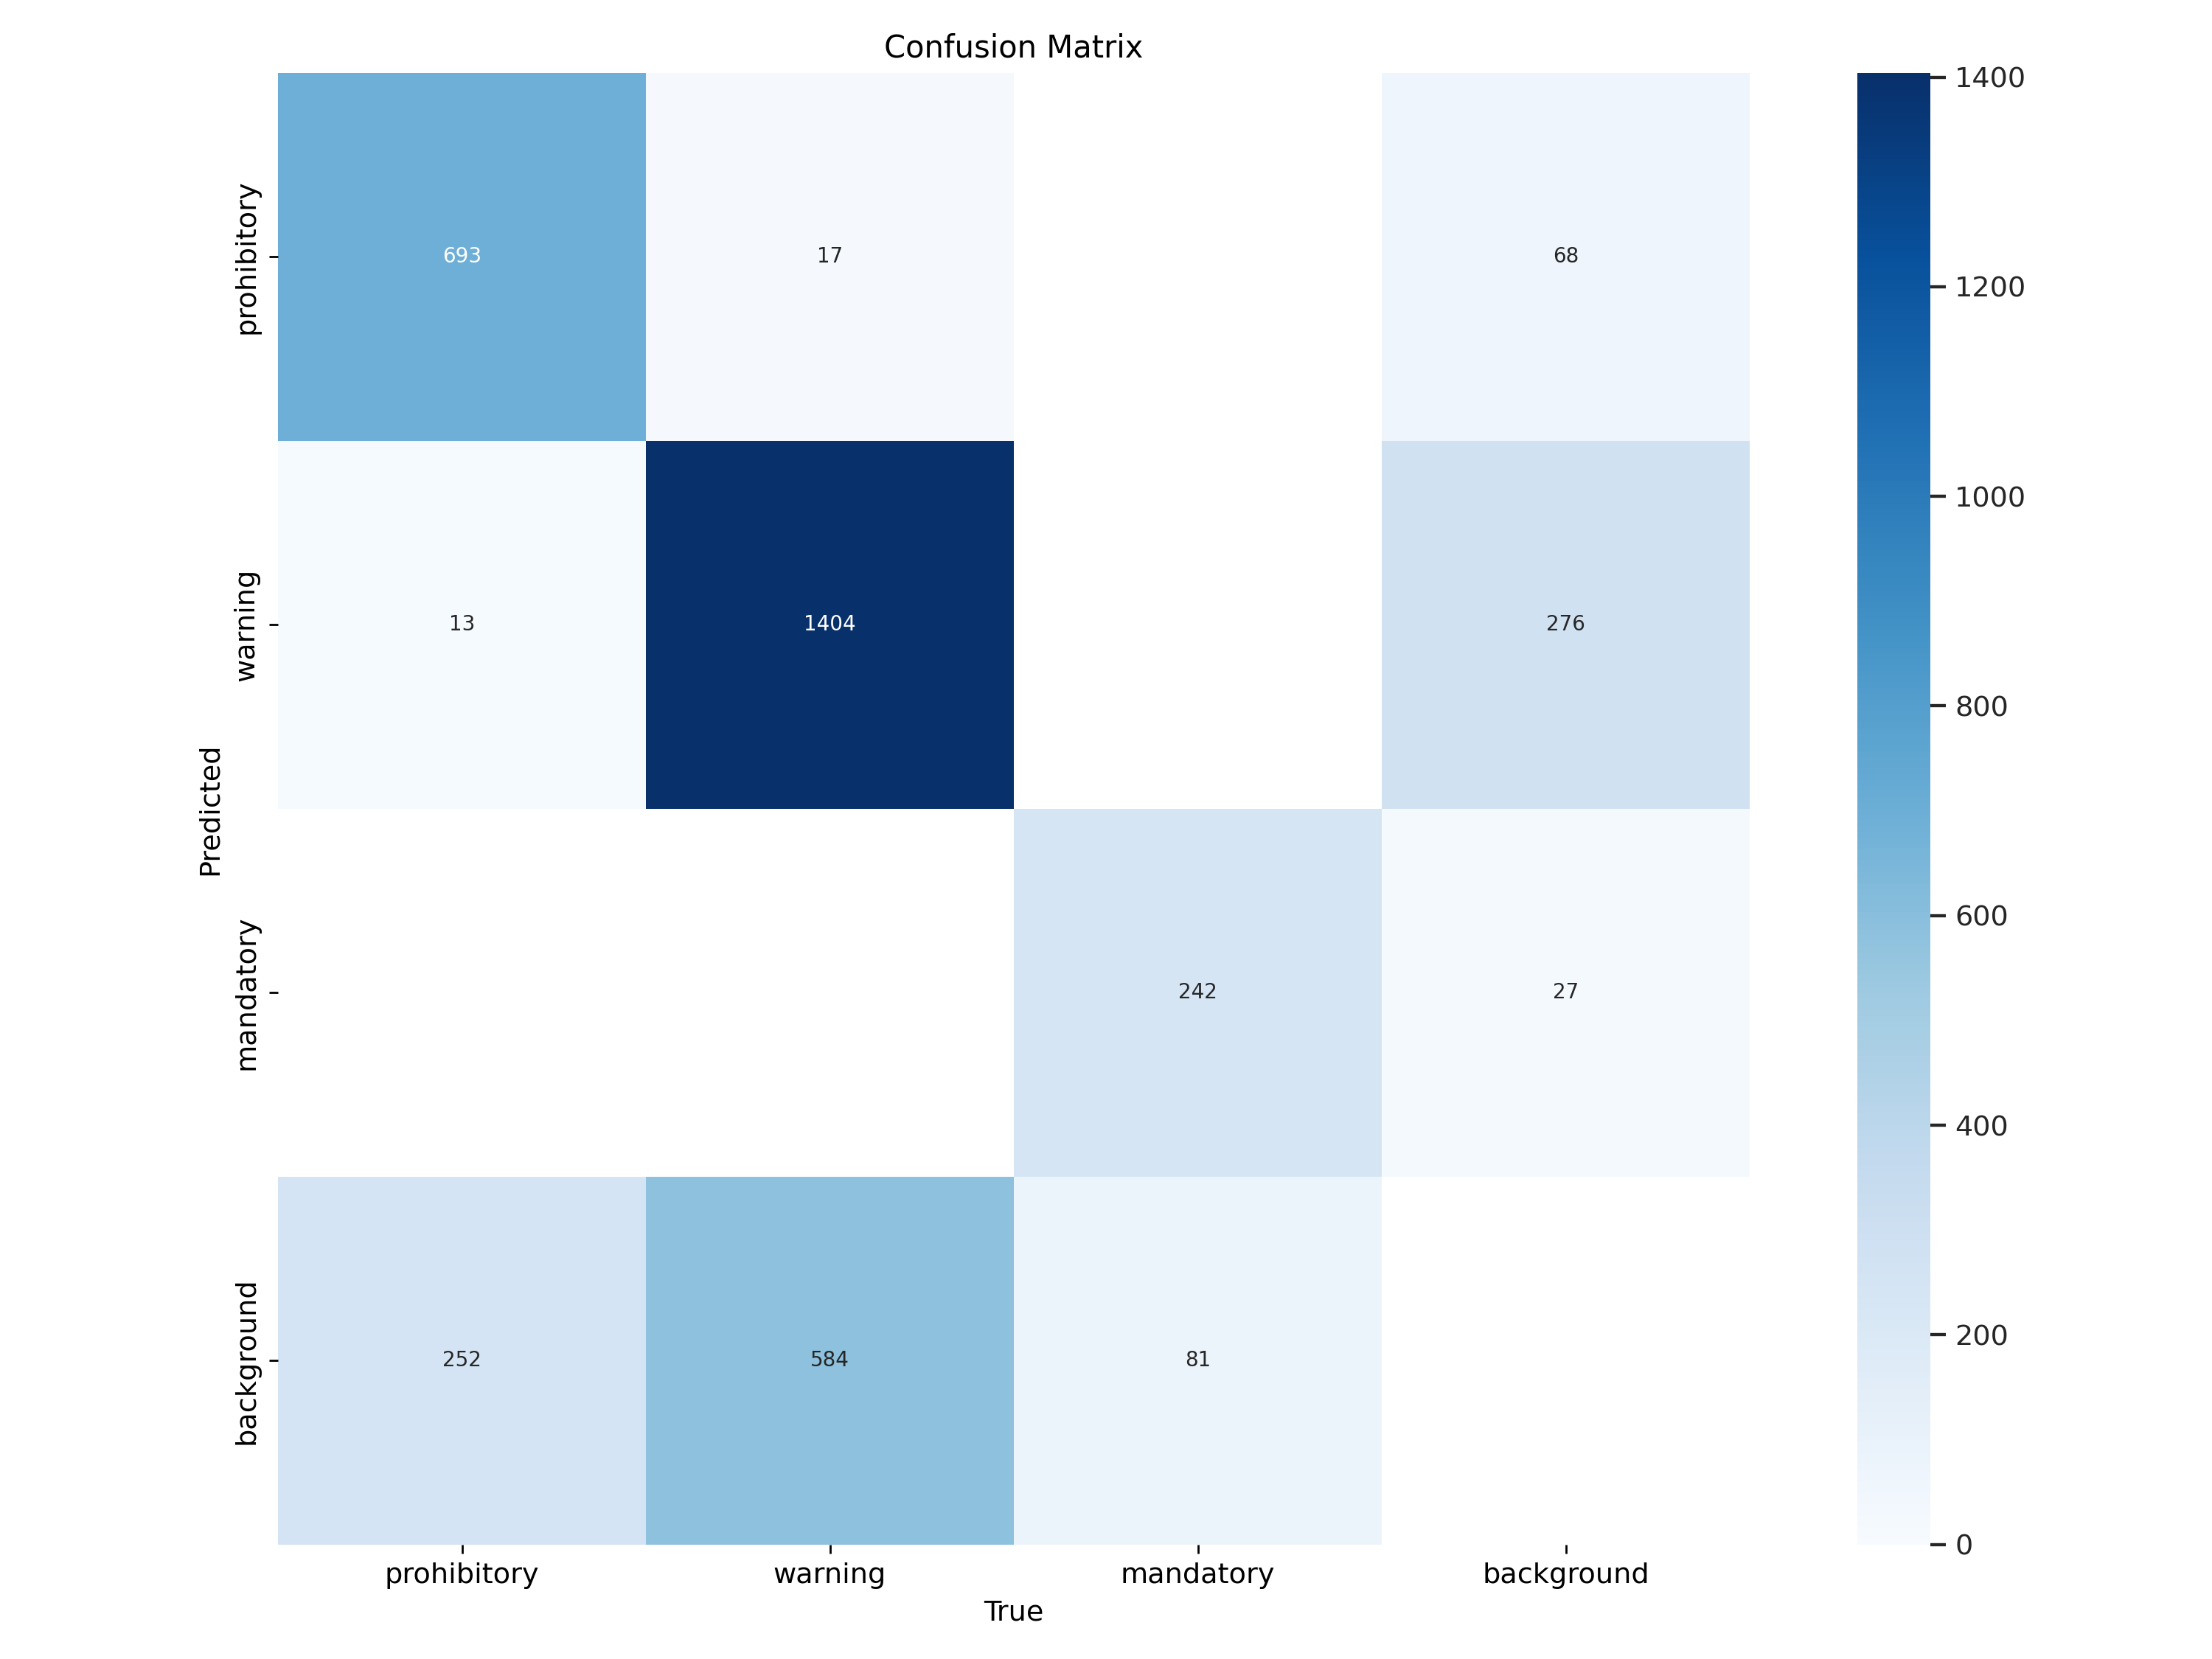 Confusion Matrix
prohibitory
warning
mandatory
background
Predicted
693 17 68
13 1404 276
242 27
252 584 81
prohibitory warning mandatory background
True
1400
1200
1000
800
600
400
200
0